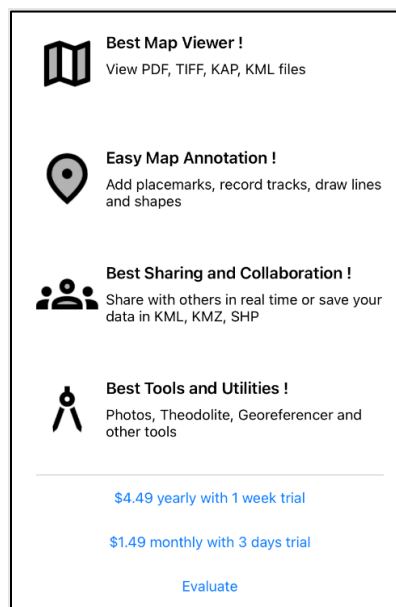 Best Map Viewer !
View PDF, TIFF, KAP, KML files
Easy Map Annotation !
Add placemarks, record tracks, draw lines
and shapes
Best Sharing and Collaboration !
Share with others in real time or save your
data in KML, KMZ, SHP
Best Tools and Utilities !
Photos, Theodolite, Georeferencer and
other tools
$4.49 yearly with 1 week trial
$1.49 monthly with 3 days trial
Evaluate